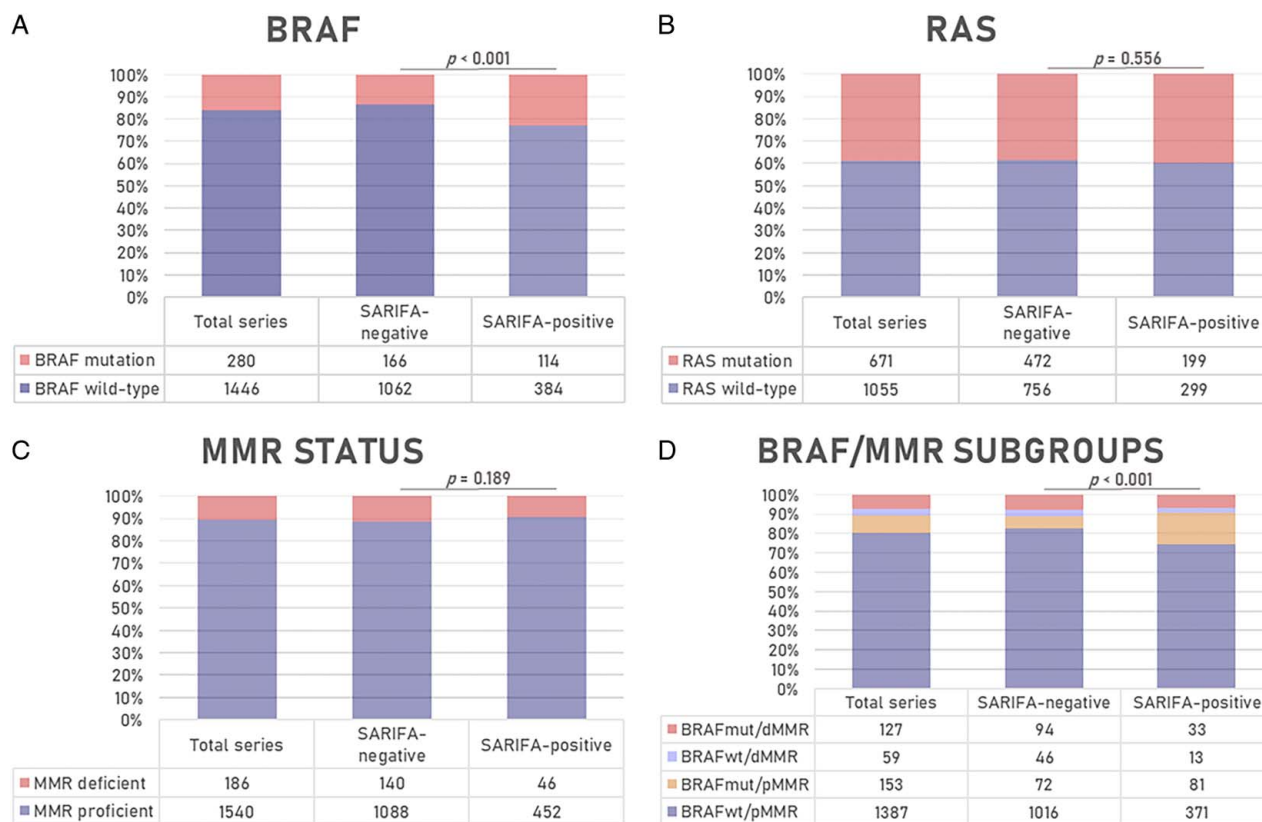 A
BRAF
p < 0.001
100%
90%
80%
70%
60%
50%
40%
30%
20%
10%
0%
Total series SARIFA-negative SARIFA-positive
BRAF mutation 280 166 114
BRAF wild-type 1446 1062 384
B
RAS
p = 0.556
100%
90%
80%
70%
60%
50%
40%
30%
20%
10%
0%
Total series SARIFA-negative SARIFA-positive
RAS mutation 671 472 199
RAS wild-type 1055 756 299
C
MMR STATUS
p = 0.189
100%
90%
80%
70%
60%
50%
40%
30%
20%
10%
0%
Total series SARIFA-negative SARIFA-positive
MMR deficient 186 140 46
MMR proficient 1540 1088 452
D
BRAF/MMR SUBGROUPS
p < 0.001
100%
90%
80%
70%
60%
50%
40%
30%
20%
10%
0%
Total series SARIFA-negative SARIFA-positive
BRAFmut/dMMR 127 94 33
BRAFwt/dMMR 59 46 13
BRAFmut/pMMR 153 72 81
BRAFwt/pMMR 1387 1016 371